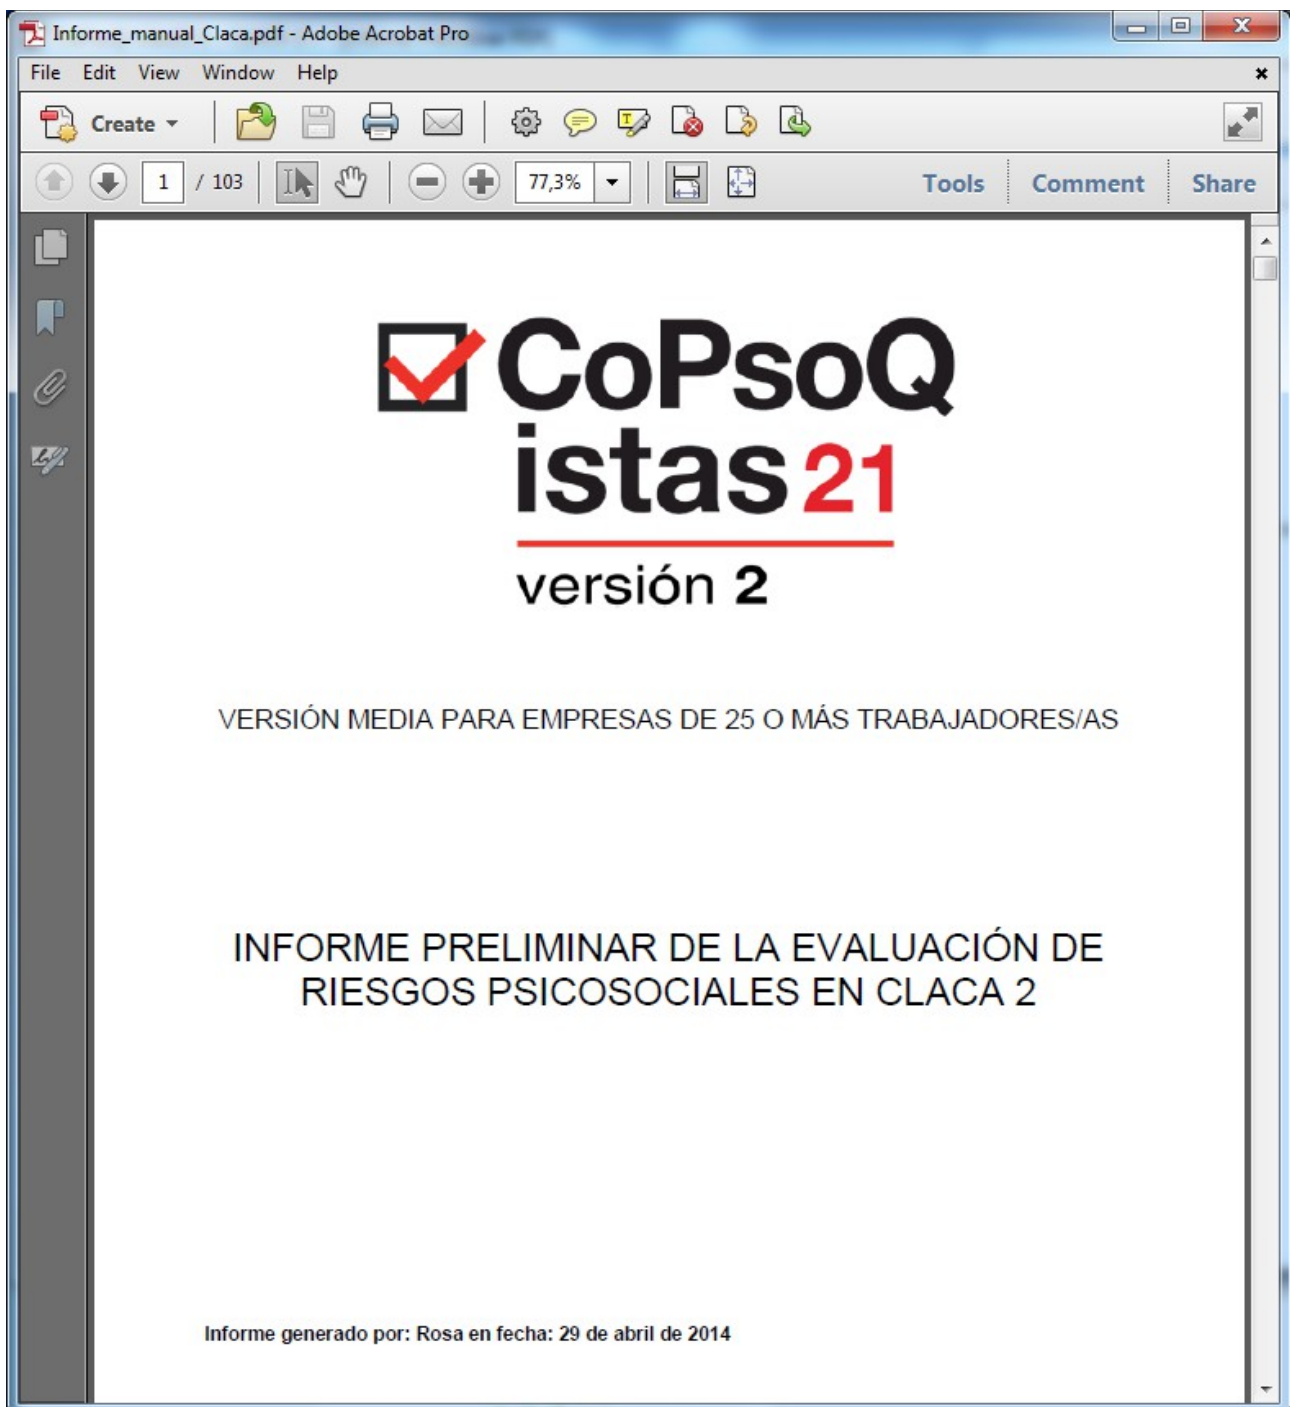 Informe_manual_Claca.pdf - Adobe Acrobat Pro
File Edit View Window Help
Create
1 / 103 77,3% Tools Comment Share
CoPsoQ
istas 21
versión 2
VERSIÓN MEDIA PARA EMPRESAS DE 25 O MÁS TRABAJADORES/AS
INFORME PRELIMINAR DE LA EVALUACIÓN DE
RIESGOS PSICOSOCIALES EN CLACA 2
Informe generado por: Rosa en fecha: 29 de abril de 2014